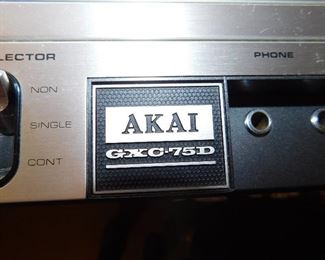 LECTOR
PHONE
NON
SINGLE
CONT
AKAI
GXC-75D